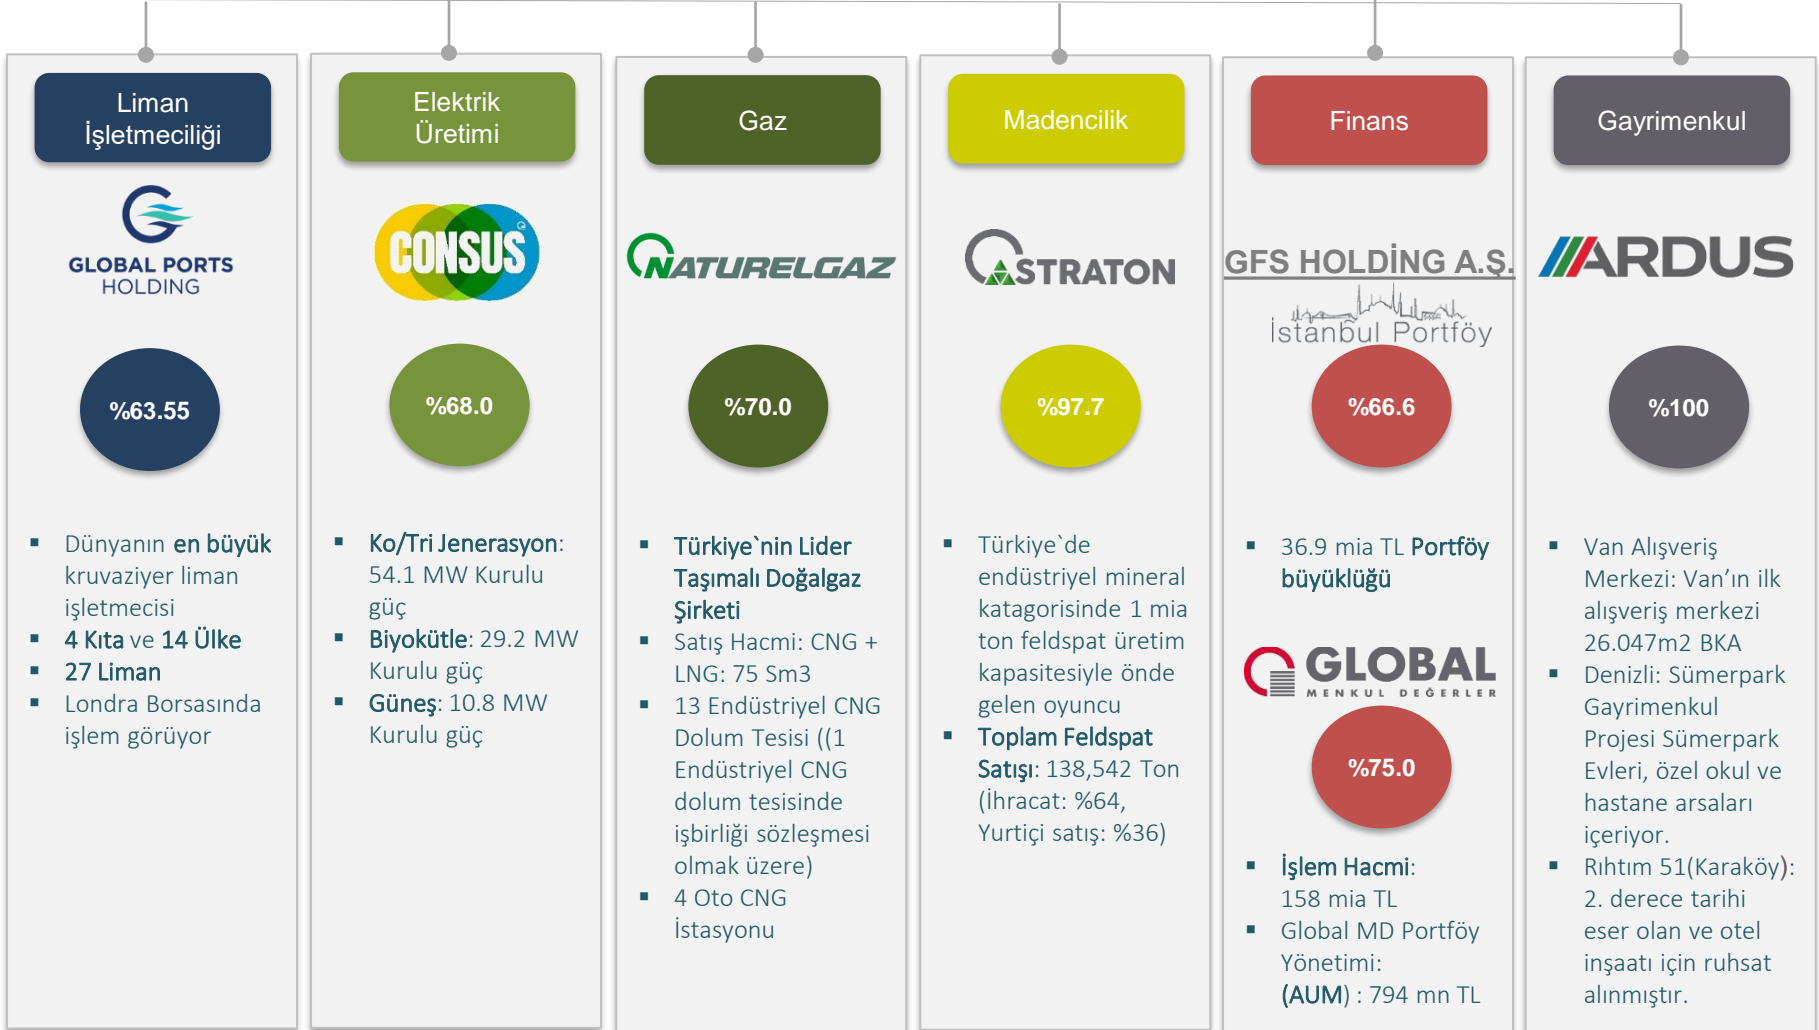 Liman
İşletmeciliği
GLOBAL PORTS
HOLDING
%63.55
▪ Dünyanın en büyük
kruvaziyer liman
işletmecisi
▪ 4 Kıta ve 14 Ülke
▪ 27 Liman
▪ Londra Borsasında
işlem görüyor
Elektrik
Üretimi
CONSUS
%68.0
▪ Ko/Tri Jenerasyon:
54.1 MW Kurulu
güç
▪ Biyokütle: 29.2 MW
Kurulu güç
▪ Güneş: 10.8 MW
Kurulu güç
Gaz
NATURELGAZ
%70.0
▪ Türkiye`nin Lider
Taşımalı Doğalgaz
Şirketi
▪ Satış Hacmi: CNG +
LNG: 75 Sm3
▪ 13 Endüstriyel CNG
Dolum Tesisi ((1
Endüstriyel CNG
dolum tesisinde
işbirliği sözleşmesi
olmak üzere)
▪ 4 Oto CNG
İstasyonu
Madencilik
STRATON
%97.7
▪ Türkiye`de
endüstriyel mineral
katagorisinde 1 mia
ton feldspat üretim
kapasitesiyle önde
gelen oyuncu
▪ Toplam Feldspat
Satışı: 138,542 Ton
(İhracat: %64,
Yurtiçi satış: %36)
Finans
GFS HOLDİNG A.Ş.
İstanbul Portföy
%66.6
▪ 36.9 mia TL Portföy
büyüklüğü
GLOBAL
MENKUL DEĞERLER
%75.0
▪ İşlem Hacmi:
158 mia TL
▪ Global MD Portföy
Yönetimi:
(AUM) : 794 mn TL
Gayrimenkul
ARDUS
%100
▪ Van Alışveriş
Merkezi: Van’ın ilk
alışveriş merkezi
26.047m2 BKA
▪ Denizli: Sümerpark
Gayrimenkul
Projesi Sümerpark
Evleri, özel okul ve
hastane arsaları
içeriyor.
▪ Rıhtım 51(Karaköy):
2. derece tarihi
eser olan ve otel
inşaatı için ruhsat
alınmıştır.